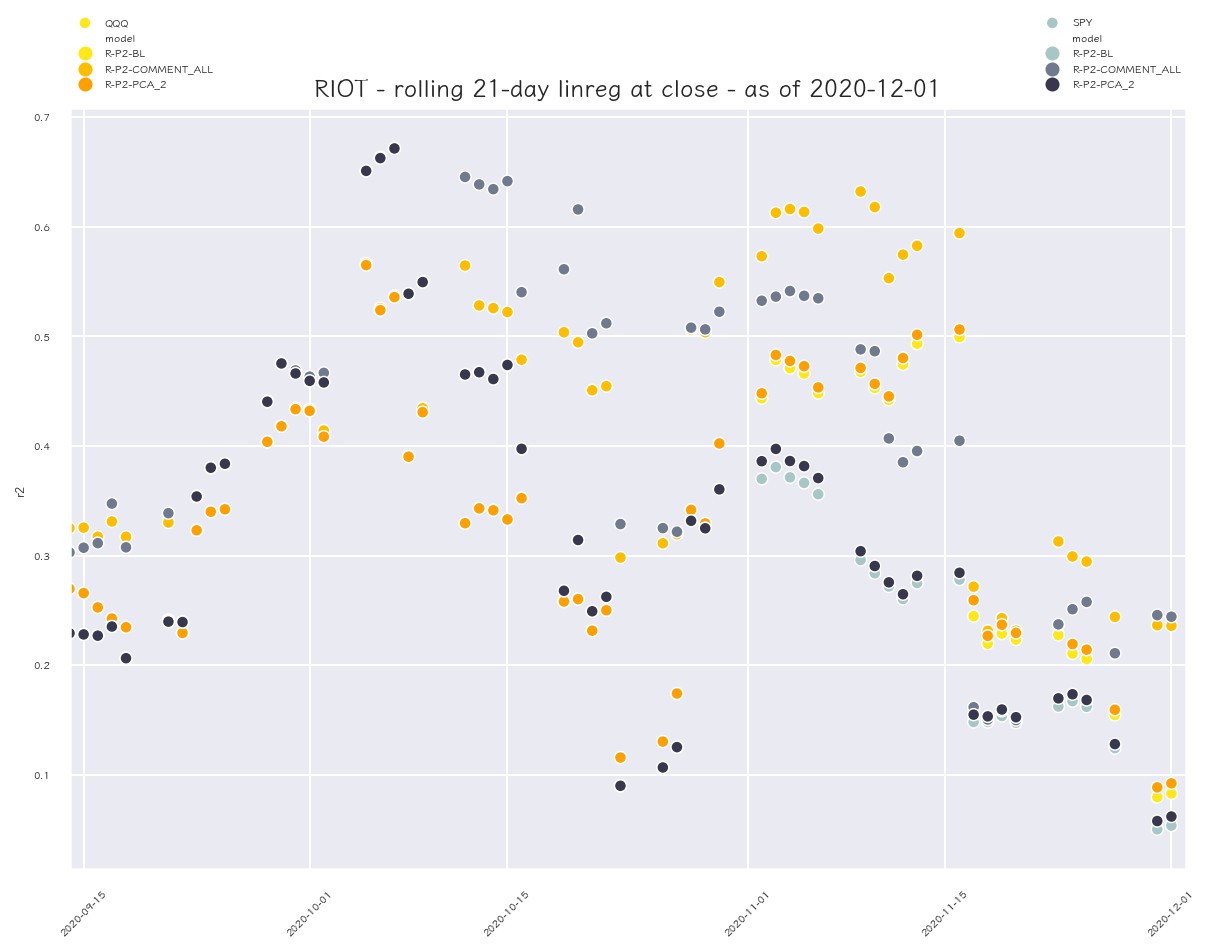 QQQ
model
R-P2-BL
R-P2-COMMENT_ALL
R-P2-PCA_2
SPY
model
R-P2-BL
R-P2-COMMENT_ALL
R-P2-PCA_2
RIOT - rolling 21-day linreg at close - as of 2020-12-01
0.7
0.6
0.5
0.4
0.3
0.2
0.1
r2
2020-09-15
2020-10-01
2020-10-15
2020-11-01
2020-11-15
2020-12-01